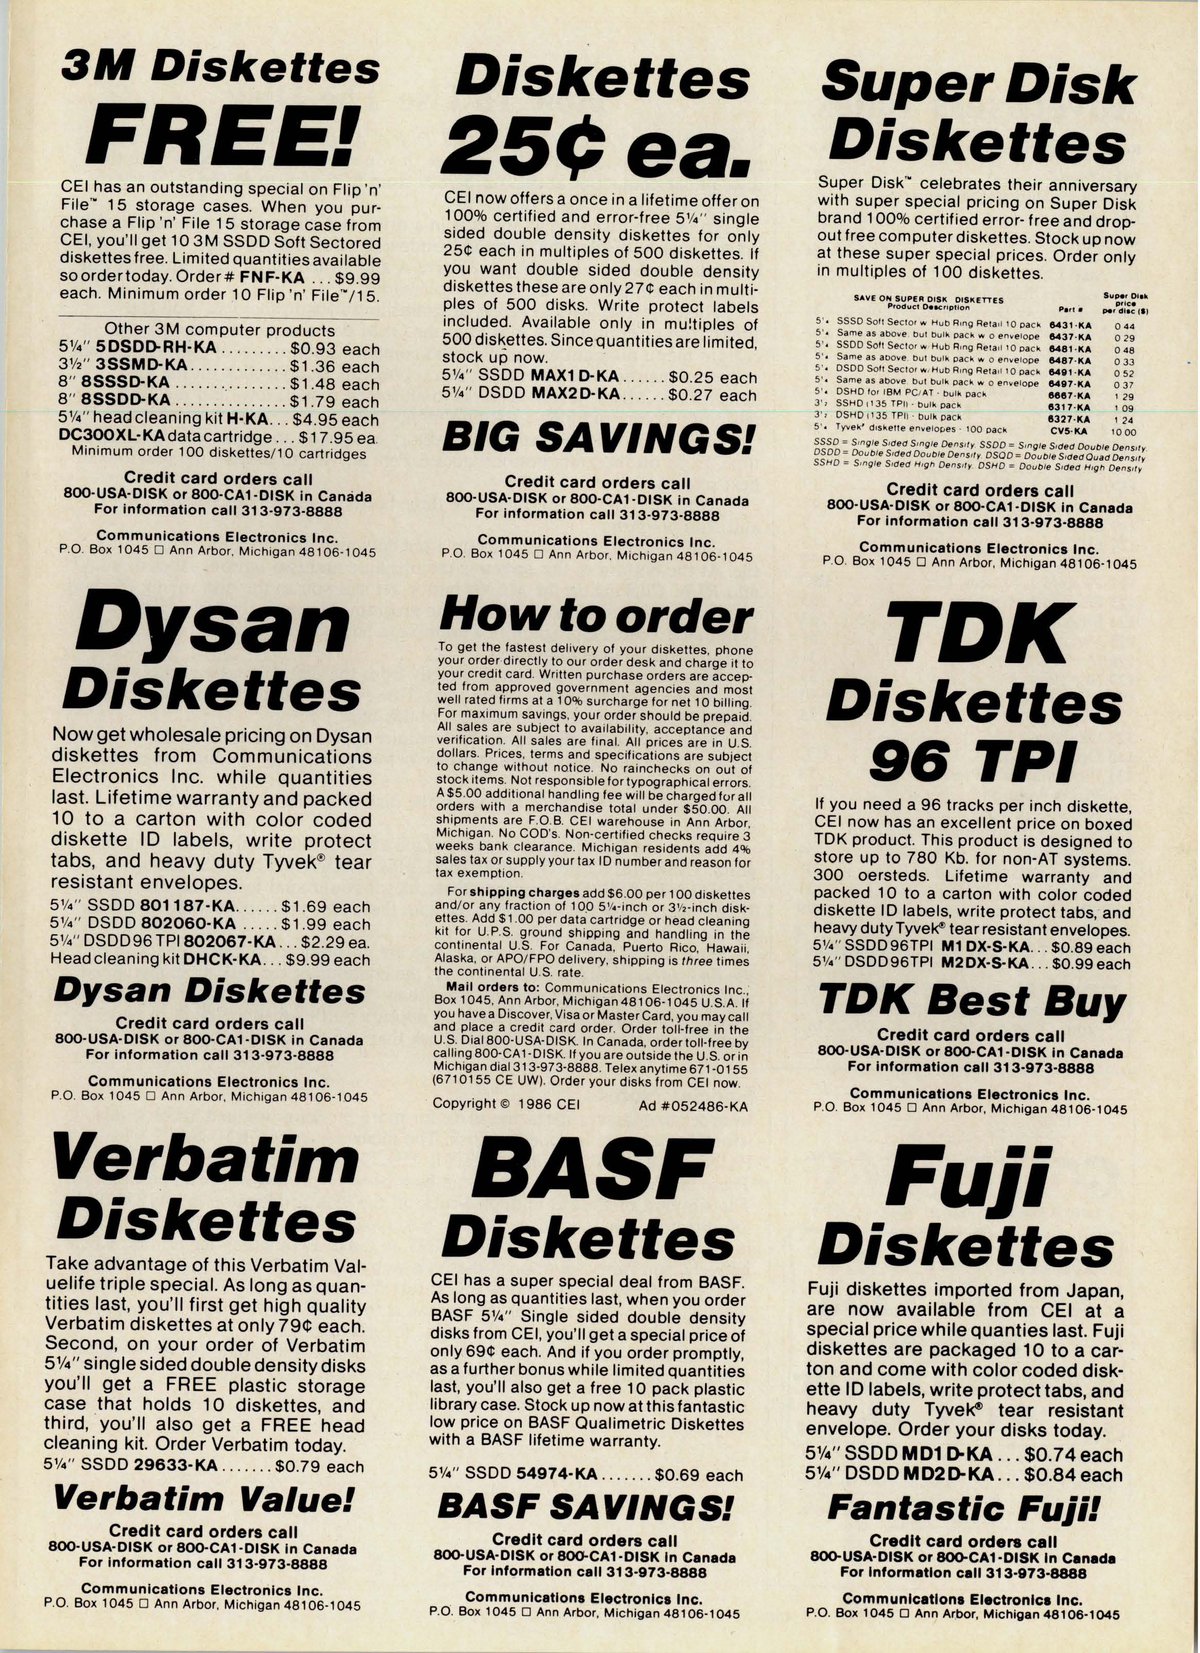 3M Diskettes
FREE!
CEI has an outstanding special on Flip 'n'
File™ 15 storage cases. When you pur-
chase a Flip 'n' File 15 storage case from
CEI, you'll get 10 3M SSDD Soft Sectored
diskettes free. Limited quantities available
so order today. Order # FNF-KA ... $9.99
each. Minimum order 10 Flip 'n' File™/15.
Other 3M computer products
5¼" 5DSDD-RH-KA ......... $0.93 each
3½" 3SSMD-KA ............. $1.36 each
8" 8SSSD-KA ............... $1.48 each
8" 8SSDD-KA ............... $1.79 each
5¼" head cleaning kit H-KA ... $4.95 each
DC300XL-KA data cartridge ... $17.95 ea.
Minimum order 100 diskettes/10 cartridges
Credit card orders call
800-USA-DISK or 800-CA1-DISK in Canada
For information call 313-973-8888
Communications Electronics Inc.
P.O. Box 1045 □ Ann Arbor, Michigan 48106-1045
Diskettes
25¢ ea.
CEI now offers a once in a lifetime offer on
100% certified and error-free 5¼" single
sided double density diskettes for only
25¢ each in multiples of 500 diskettes. If
you want double sided double density
diskettes these are only 27¢ each in multi-
ples of 500 disks. Write protect labels
included. Available only in multiples of
500 diskettes. Since quantities are limited,
stock up now.
5¼" SSDD MAX1D-KA ...... $0.25 each
5¼" DSDD MAX2D-KA ...... $0.27 each
BIG SAVINGS!
Credit card orders call
800-USA-DISK or 800-CA1-DISK in Canada
For information call 313-973-8888
Communications Electronics Inc.
P.O. Box 1045 □ Ann Arbor, Michigan 48106-1045
Super Disk
Diskettes
Super Disk™ celebrates their anniversary
with super special pricing on Super Disk
brand 100% certified error- free and drop-
out free computer diskettes. Stock up now
at these super special prices. Order only
in multiples of 100 diskettes.
SAVE ON SUPER DISK DISKETTES
Product Description Part # Super Disk price per disc ($)
5¼ SSSD Soft Sector w Hub Ring Retail 10 pack 6431-KA 0 44
5¼ Same as above, but bulk pack w o envelope 6437-KA 0 29
5¼ SSDD Soft Sector w Hub Ring Retail 10 pack 6481-KA 0 48
5¼ Same as above, but bulk pack w o envelope 6487-KA 0 33
5¼ DSDD Soft Sector w Hub Ring Retail 10 pack 6491-KA 0 52
5¼ Same as above, but bulk pack w o envelope 6497-KA 0 37
5¼ DSHD for IBM PC/AT - bulk pack 6667-KA 1 29
3½ SSHD (135 TPI) - bulk pack 6317-KA 1 09
3½ DSHD (135 TPI) - bulk pack 6327-KA 1 24
5¼ Tyvek® diskette envelopes - 100 pack CV5-KA 10 00
SSSD = Single Sided Single Density. SSDD = Single Sided Double Density.
DSDD = Double Sided Double Density. DSQD = Double Sided Quad Density
SSHD = Single Sided High Density. DSHD = Double Sided High Density
Credit card orders call
800-USA-DISK or 800-CA1-DISK in Canada
For information call 313-973-8888
Communications Electronics Inc.
P.O. Box 1045 □ Ann Arbor, Michigan 48106-1045
Dysan
Diskettes
Now get wholesale pricing on Dysan
diskettes from Communications
Electronics Inc. while quantities
last. Lifetime warranty and packed
10 to a carton with color coded
diskette ID labels, write protect
tabs, and heavy duty Tyvek® tear
resistant envelopes.
5¼" SSDD 801187-KA ...... $1.69 each
5¼" DSDD 802060-KA ..... $1.99 each
5¼" DSDD 96 TPI 802067-KA ... $2.29 ea.
Head cleaning kit DHCK-KA ... $9.99 each
Dysan Diskettes
Credit card orders call
800-USA-DISK or 800-CA1-DISK in Canada
For information call 313-973-8888
Communications Electronics Inc.
P.O. Box 1045 □ Ann Arbor, Michigan 48106-1045
How to order
To get the fastest delivery of your diskettes, phone
your order directly to our order desk and charge it to
your credit card. Written purchase orders are accep-
ted from approved government agencies and most
well rated firms at a 10% surcharge for net 10 billing.
For maximum savings, your order should be prepaid.
All sales are subject to availability, acceptance and
verification. All sales are final. All prices are in U.S.
dollars. Prices, terms and specifications are subject
to change without notice. No rainchecks on out of
stock items. Not responsible for typographical errors.
A $5.00 additional handling fee will be charged for all
orders with a merchandise total under $50.00. All
shipments are F.O.B. CEI warehouse in Ann Arbor,
Michigan. No COD's. Non-certified checks require 3
weeks bank clearance. Michigan residents add 4%
sales tax or supply your tax ID number and reason for
tax exemption.
For shipping charges add $6.00 per 100 diskettes
and/or any fraction of 100 5¼-inch or 3½-inch disk-
ettes. Add $1.00 per data cartridge or head cleaning
kit for U.P.S. ground shipping and handling in the
continental U.S. For Canada, Puerto Rico, Hawaii,
Alaska, or APO/FPO delivery, shipping is three times
the continental U.S. rate.
Mail orders to: Communications Electronics Inc.,
Box 1045, Ann Arbor, Michigan 48106-1045 U.S.A. If
you have a Discover, Visa or Master Card, you may call
and place a credit card order. Order toll-free in the
U.S. Dial 800-USA-DISK. In Canada, order toll-free by
calling 800-CA1-DISK. If you are outside the U.S. or in
Michigan dial 313-973-8888. Telex anytime 671-0155
(6710155 CE UW). Order your disks from CEI now.
Copyright © 1986 CEI Ad #052486-KA
TDK
Diskettes
96 TPI
If you need a 96 tracks per inch diskette,
CEI now has an excellent price on boxed
TDK product. This product is designed to
store up to 780 Kb. for non-AT systems.
300 oersteds. Lifetime warranty and
packed 10 to a carton with color coded
diskette ID labels, write protect tabs, and
heavy duty Tyvek® tear resistant envelopes.
5¼" SSDD 96TPI M1DX-S-KA ... $0.89 each
5¼" DSDD 96TPI M2DX-S-KA ... $0.99 each
TDK Best Buy
Credit card orders call
800-USA-DISK or 800-CA1-DISK in Canada
For information call 313-973-8888
Communications Electronics Inc.
P.O. Box 1045 □ Ann Arbor, Michigan 48106-1045
Verbatim
Diskettes
Take advantage of this Verbatim Val-
uelife triple special. As long as quan-
tities last, you'll first get high quality
Verbatim diskettes at only 79¢ each.
Second, on your order of Verbatim
5¼" single sided double density disks
you'll get a FREE plastic storage
case that holds 10 diskettes, and
third, you'll also get a FREE head
cleaning kit. Order Verbatim today.
5¼" SSDD 29633-KA ....... $0.79 each
Verbatim Value!
Credit card orders call
800-USA-DISK or 800-CA1-DISK in Canada
For information call 313-973-8888
Communications Electronics Inc.
P.O. Box 1045 □ Ann Arbor, Michigan 48106-1045
BASF
Diskettes
CEI has a super special deal from BASF.
As long as quantities last, when you order
BASF 5¼" Single sided double density
disks from CEI, you'll get a special price of
only 69¢ each. And if you order promptly,
as a further bonus while limited quantities
last, you'll also get a free 10 pack plastic
library case. Stock up now at this fantastic
low price on BASF Qualimetric Diskettes
with a BASF lifetime warranty.
5¼" SSDD 54974-KA ....... $0.69 each
BASF SAVINGS!
Credit card orders call
800-USA-DISK or 800-CA1-DISK in Canada
For information call 313-973-8888
Communications Electronics Inc.
P.O. Box 1045 □ Ann Arbor, Michigan 48106-1045
Fuji
Diskettes
Fuji diskettes imported from Japan,
are now available from CEI at a
special price while quanties last. Fuji
diskettes are packaged 10 to a car-
ton and come with color coded disk-
ette ID labels, write protect tabs, and
heavy duty Tyvek® tear resistant
envelope. Order your disks today.
5¼" SSDD MD1D-KA ... $0.74 each
5¼" DSDD MD2D-KA ... $0.84 each
Fantastic Fuji!
Credit card orders call
800-USA-DISK or 800-CA1-DISK in Canada
For information call 313-973-8888
Communications Electronics Inc.
P.O. Box 1045 □ Ann Arbor, Michigan 48106-1045